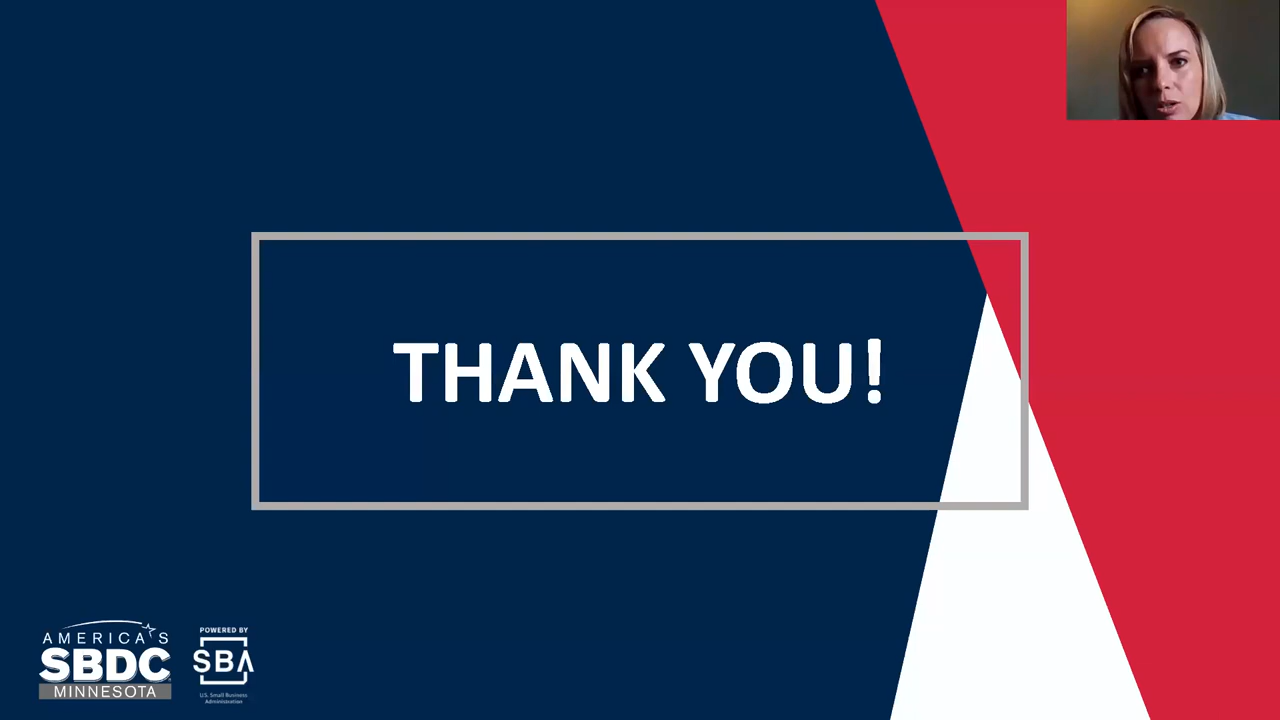 THANK YOU!
AMERICA'S
SBDC
MINNESOTA
POWERED BY
SBA
U.S. Small Business
Administration